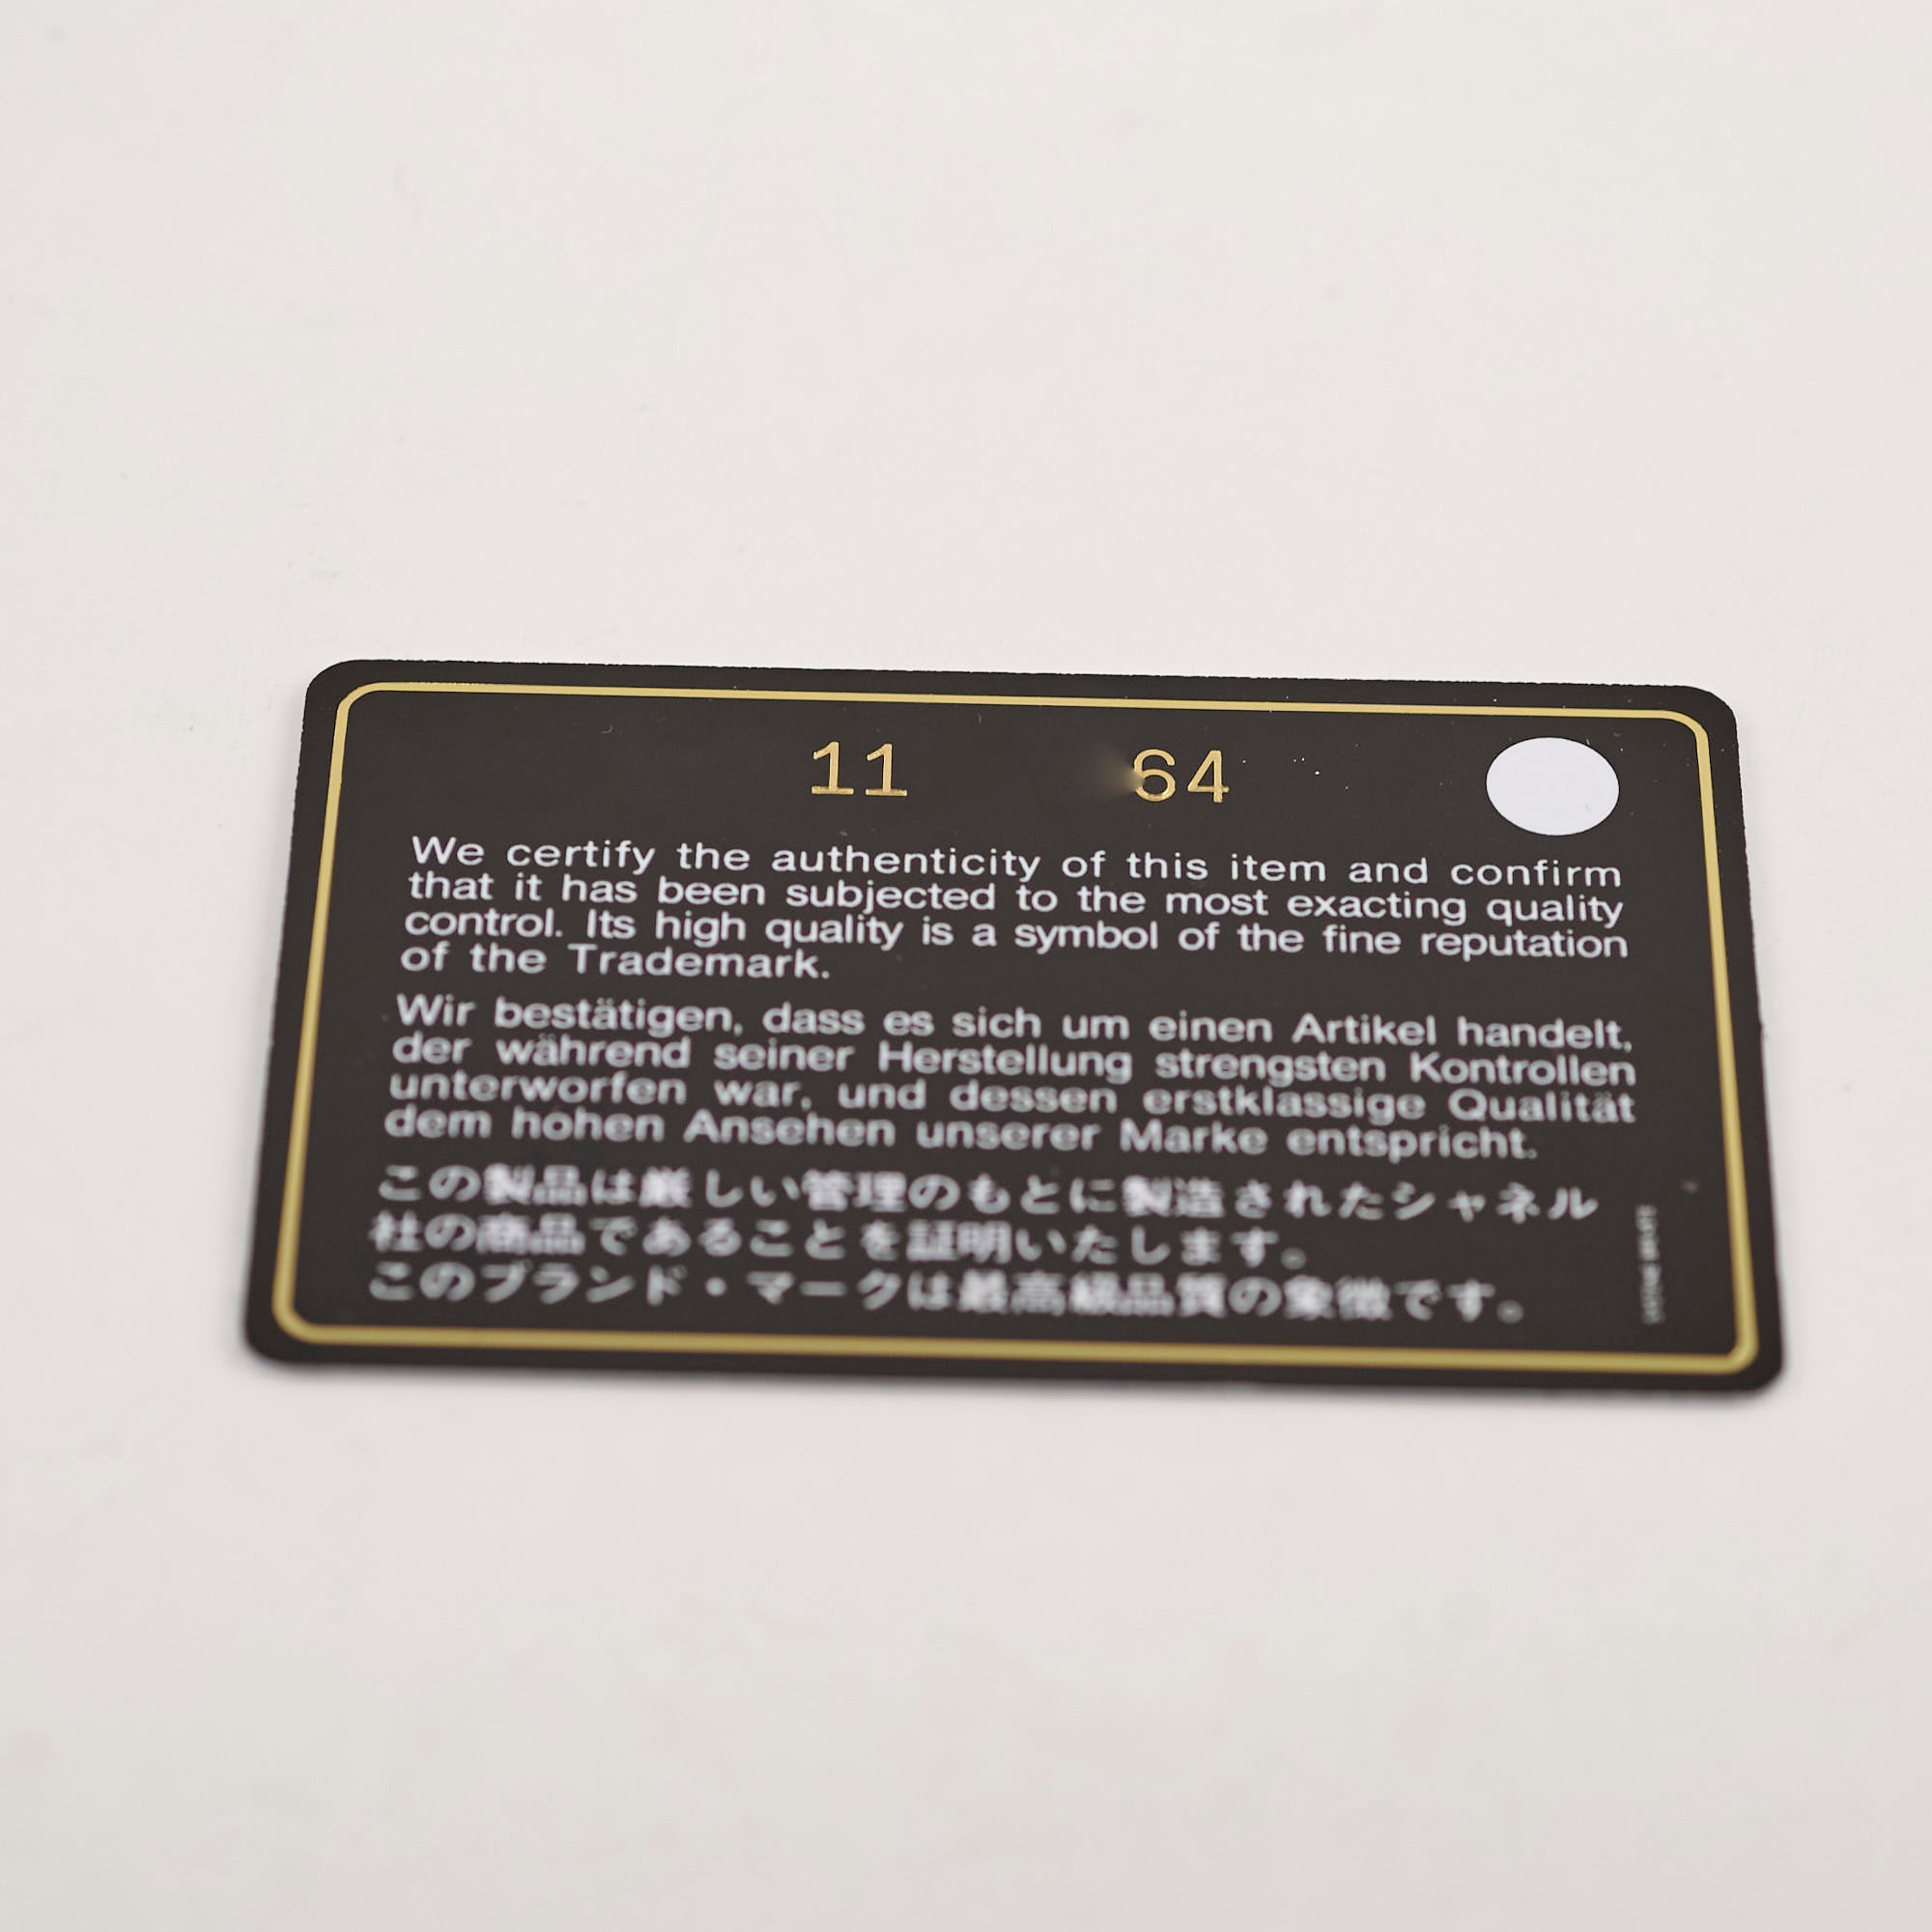 11 64
We certify the authenticity of this item and confirm
that it has been subjected to the most exacting quality
control. Its high quality is a symbol of the fine reputation
of the Trademark.
Wir bestätigen, dass es sich um einen Artikel handelt,
der während seiner Herstellung strengsten Kontrollen
unterworfen war, und dessen erstklassige Qualität
dem hohen Ansehen unserer Marke entspricht.
この製品は厳しい管理のもとに製造されたシャネル
社の商品であることを証明いたします。
このブランド・マークは最高級品質の象徴です。